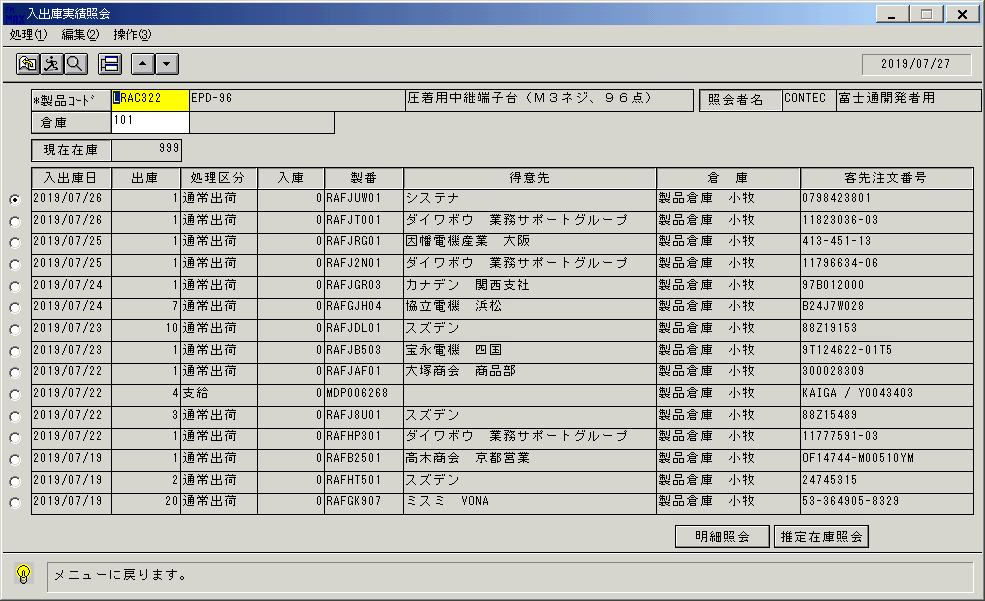 入出庫実績照会
処理(1) 編集(2) 操作(3)
2019/07/27
*製品ｺｰﾄﾞ LRAC322 EPD-96 圧着用中継端子台（Ｍ３ネジ、９６点） 照会者名 CONTEC 富士通開発者用
倉庫 101
現在在庫 999
入出庫日 出庫 処理区分 入庫 製番 得意先 倉　庫 客先注文番号
2019/07/26 1 通常出荷 0 RAFJUW01 システナ 製品倉庫　小牧 0798423801
2019/07/26 1 通常出荷 0 RAFJT001 ダイワボウ　業務サポートグループ 製品倉庫　小牧 11823036-03
2019/07/25 1 通常出荷 0 RAFJRG01 因幡電機産業　大阪 製品倉庫　小牧 413-451-13
2019/07/25 1 通常出荷 0 RAFJ2N01 ダイワボウ　業務サポートグループ 製品倉庫　小牧 11796634-06
2019/07/24 1 通常出荷 0 RAFJGR03 カナデン　関西支社 製品倉庫　小牧 97B012000
2019/07/24 7 通常出荷 0 RAFGJH04 協立電機　浜松 製品倉庫　小牧 B24J7W028
2019/07/23 10 通常出荷 0 RAFJDL01 スズデン 製品倉庫　小牧 88Z19153
2019/07/23 1 通常出荷 0 RAFJB503 宝永電機　四国 製品倉庫　小牧 9T124622-01T5
2019/07/22 1 通常出荷 0 RAFJAF01 大塚商会　商品部 製品倉庫　小牧 300028309
2019/07/22 4 支給 0 MDP006268 製品倉庫　小牧 KAIGA / Y0043403
2019/07/22 3 通常出荷 0 RAFJ8U01 スズデン 製品倉庫　小牧 88Z15489
2019/07/22 1 通常出荷 0 RAFHP301 ダイワボウ　業務サポートグループ 製品倉庫　小牧 11777591-03
2019/07/19 1 通常出荷 0 RAFB2501 高木商会　京都営業 製品倉庫　小牧 OF14744-M00510YM
2019/07/19 2 通常出荷 0 RAFHT501 スズデン 製品倉庫　小牧 24745315
2019/07/19 20 通常出荷 0 RAFGK907 ミスミ　YONA 製品倉庫　小牧 53-364905-8329
明細照会 推定在庫照会
メニューに戻ります。